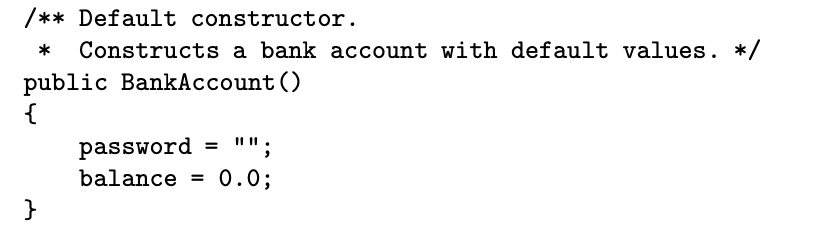 /** Default constructor.
 *  Constructs a bank account with default values. */
public BankAccount()
{
    password = "";
    balance = 0.0;
}